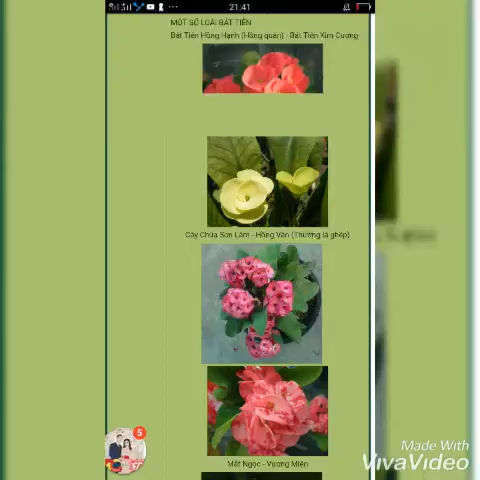 21:41
MỘT SỐ LOÀI BÁT TIÊN
Bát Tiên Hồng Hạnh (Hồng quân) - Bát Tiên Kim Cương
Cây Chúa Sơn Lâm - Hồng Vân (Thường là ghép)
Mắt Ngọc - Vương Miện
5
Made With
VivaVideo